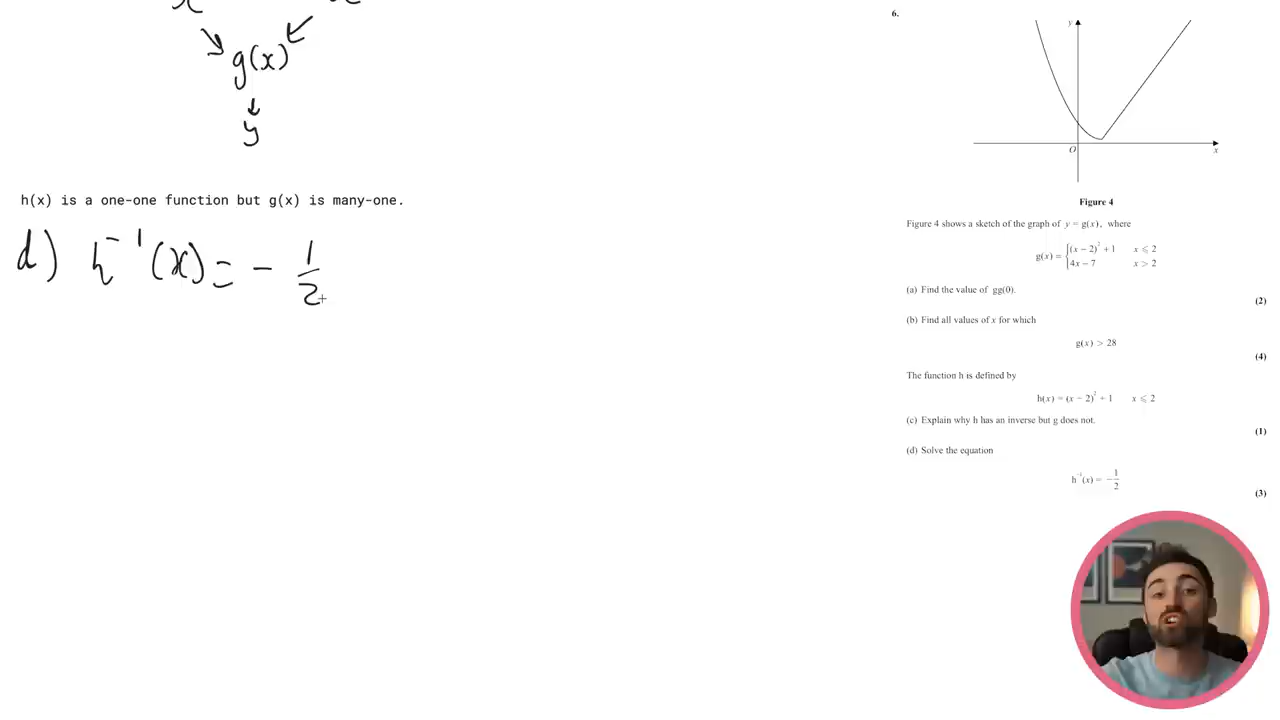 g(x)
y
h(x) is a one-one function but g(x) is many-one.
d) h⁻¹(x) = - 1/2
6.
y
O
x
Figure 4
Figure 4 shows a sketch of the graph of y = g(x), where
g(x) = { (x − 2)² + 1 x ⩽ 2
4x − 7 x > 2
(a) Find the value of gg(0).
(2)
(b) Find all values of x for which
g(x) > 28
(4)
The function h is defined by
h(x) = (x − 2)² + 1 x ⩽ 2
(c) Explain why h has an inverse but g does not.
(1)
(d) Solve the equation
h⁻¹(x) = − 1/2
(3)